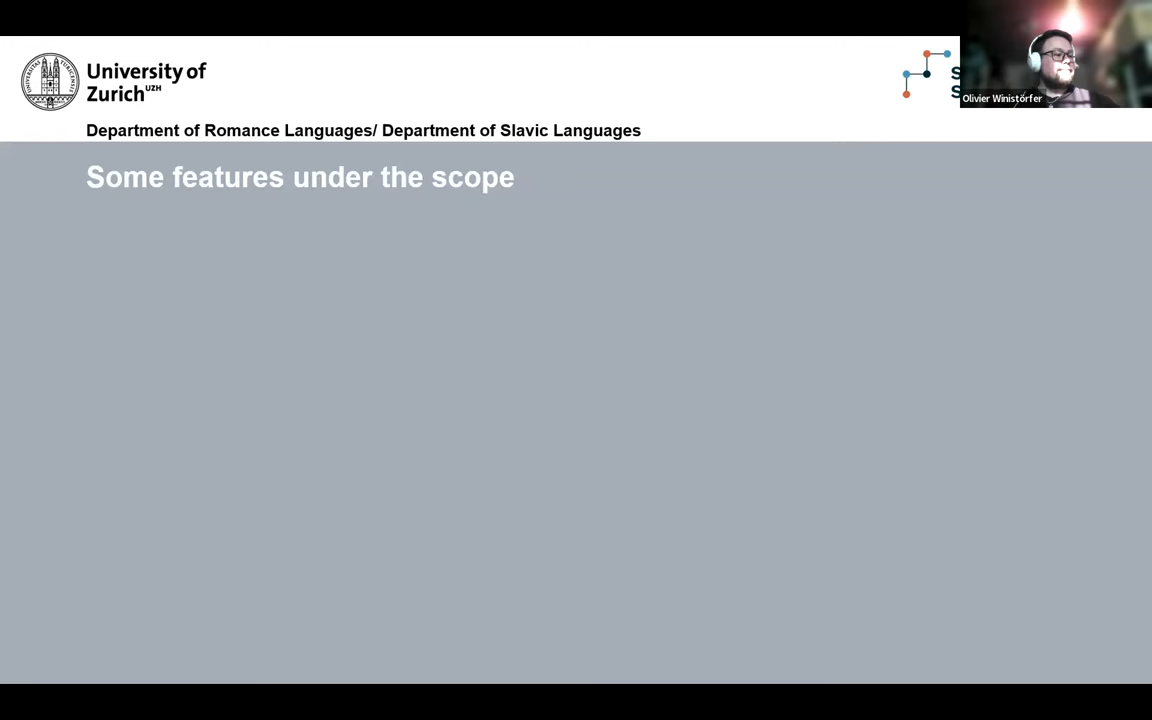 University of
Zurich UZH
S
S
Olivier Winistörfer
Department of Romance Languages/ Department of Slavic Languages
Some features under the scope